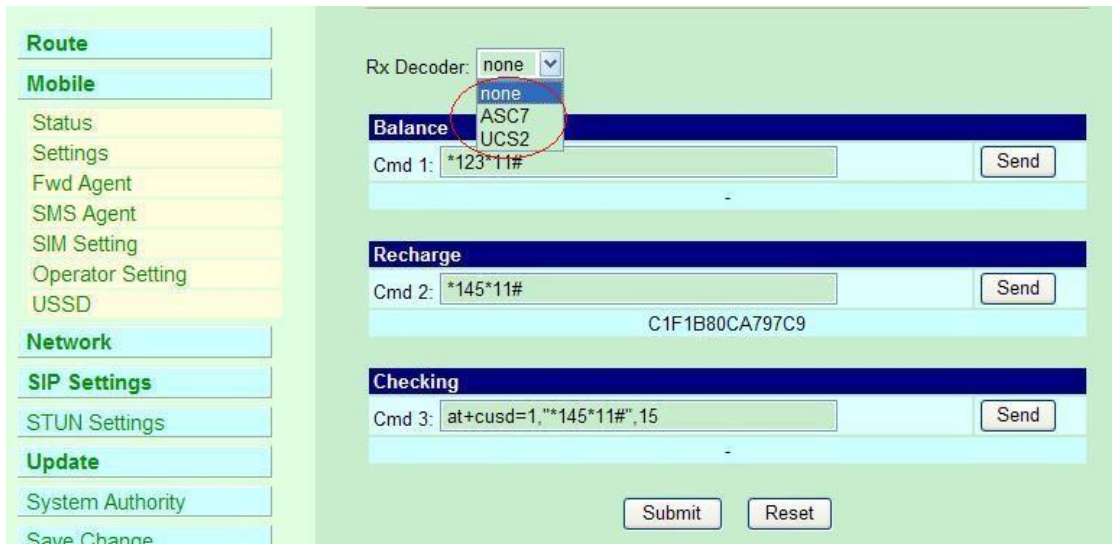 Route
Mobile
Status
Settings
Fwd Agent
SMS Agent
SIM Setting
Operator Setting
USSD
Network
SIP Settings
STUN Settings
Update
System Authority
Save Change
Rx Decoder: none
none
ASC7
UCS2
Balance
Cmd 1: *123*11# Send
-
Recharge
Cmd 2: *145*11# Send
C1F1B80CA797C9
Checking
Cmd 3: at+cusd=1,"*145*11#",15 Send
-
Submit Reset